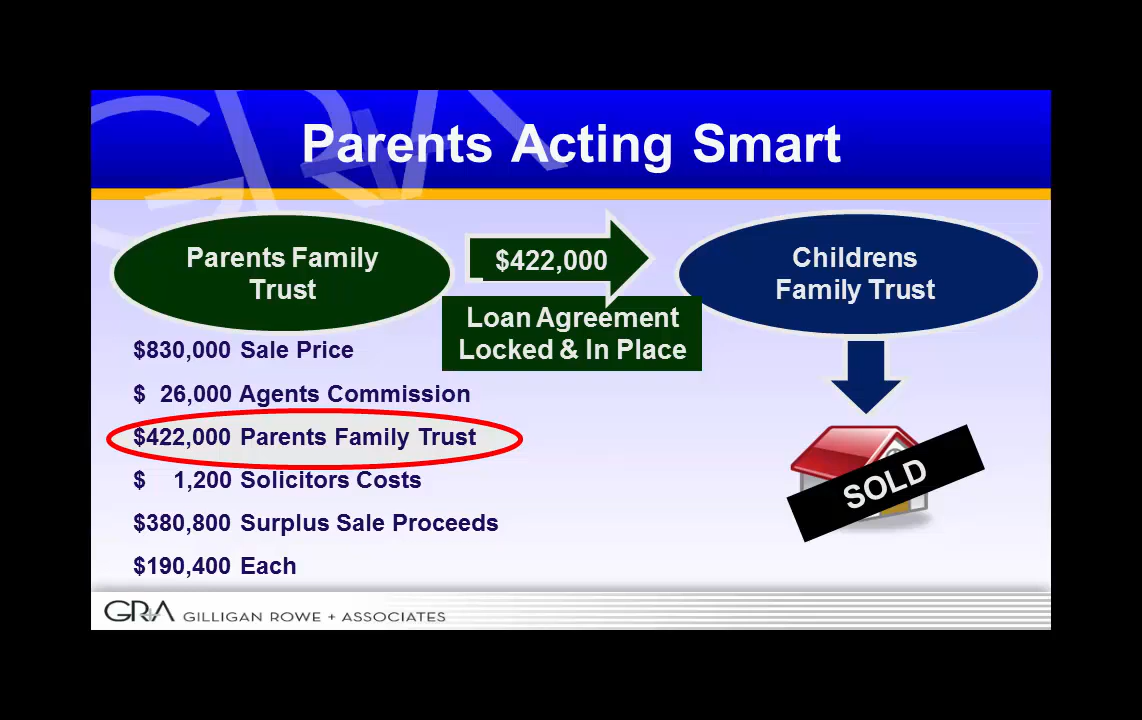 Parents Acting Smart
Parents Family
Trust
$422,000
Loan Agreement
Locked & In Place
Childrens
Family Trust
$830,000 Sale Price
$ 26,000 Agents Commission
$422,000 Parents Family Trust
$ 1,200 Solicitors Costs
$380,800 Surplus Sale Proceeds
$190,400 Each
SOLD
GRA GILLIGAN ROWE + ASSOCIATES